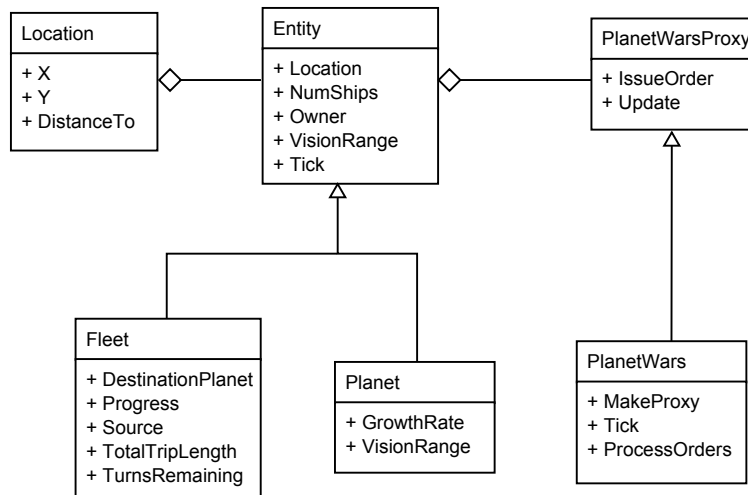 Location
+ X
+ Y
+ DistanceTo
Entity
+ Location
+ NumShips
+ Owner
+ VisionRange
+ Tick
PlanetWarsProxy
+ IssueOrder
+ Update
Fleet
+ DestinationPlanet
+ Progress
+ Source
+ TotalTripLength
+ TurnsRemaining
Planet
+ GrowthRate
+ VisionRange
PlanetWars
+ MakeProxy
+ Tick
+ ProcessOrders